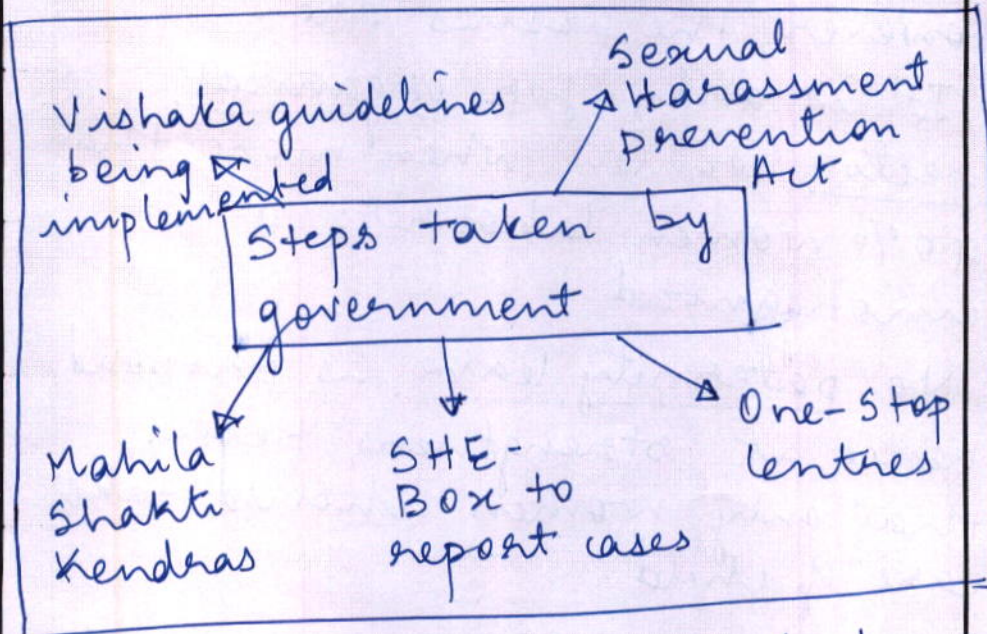 Vishaka guidelines
being
implemented
Sexual
Harassment
prevention
Act
Steps taken by
government
Mahila
Shakti
Kendras
SHE-
Box to
report cases
One-Stop
Centres